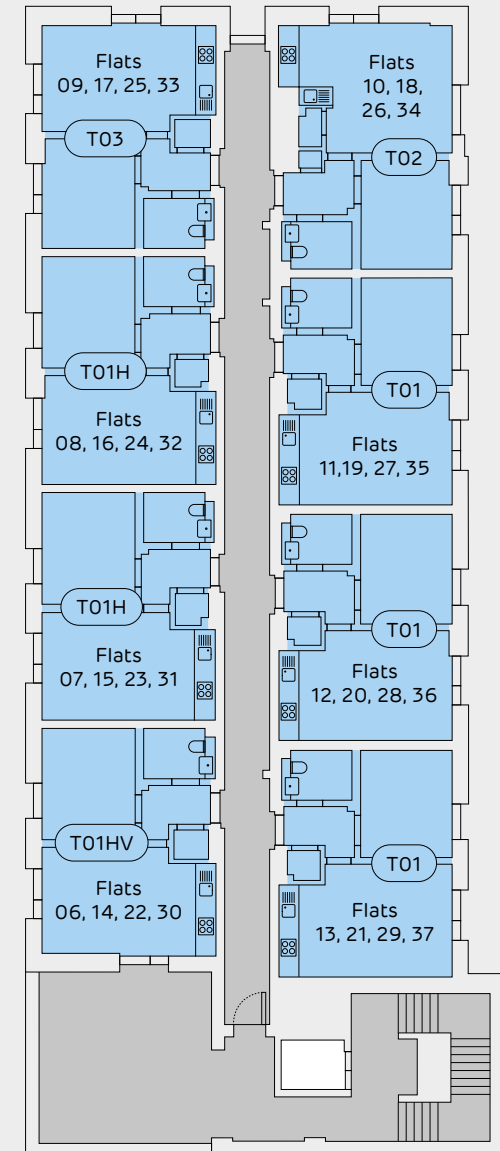 Flats
09, 17, 25, 33
T03
Flats
10, 18,
26, 34
T02
T01H
Flats
08, 16, 24, 32
T01
Flats
11,19, 27, 35
T01H
Flats
07, 15, 23, 31
T01
Flats
12, 20, 28, 36
T01HV
Flats
06, 14, 22, 30
T01
Flats
13, 21, 29, 37